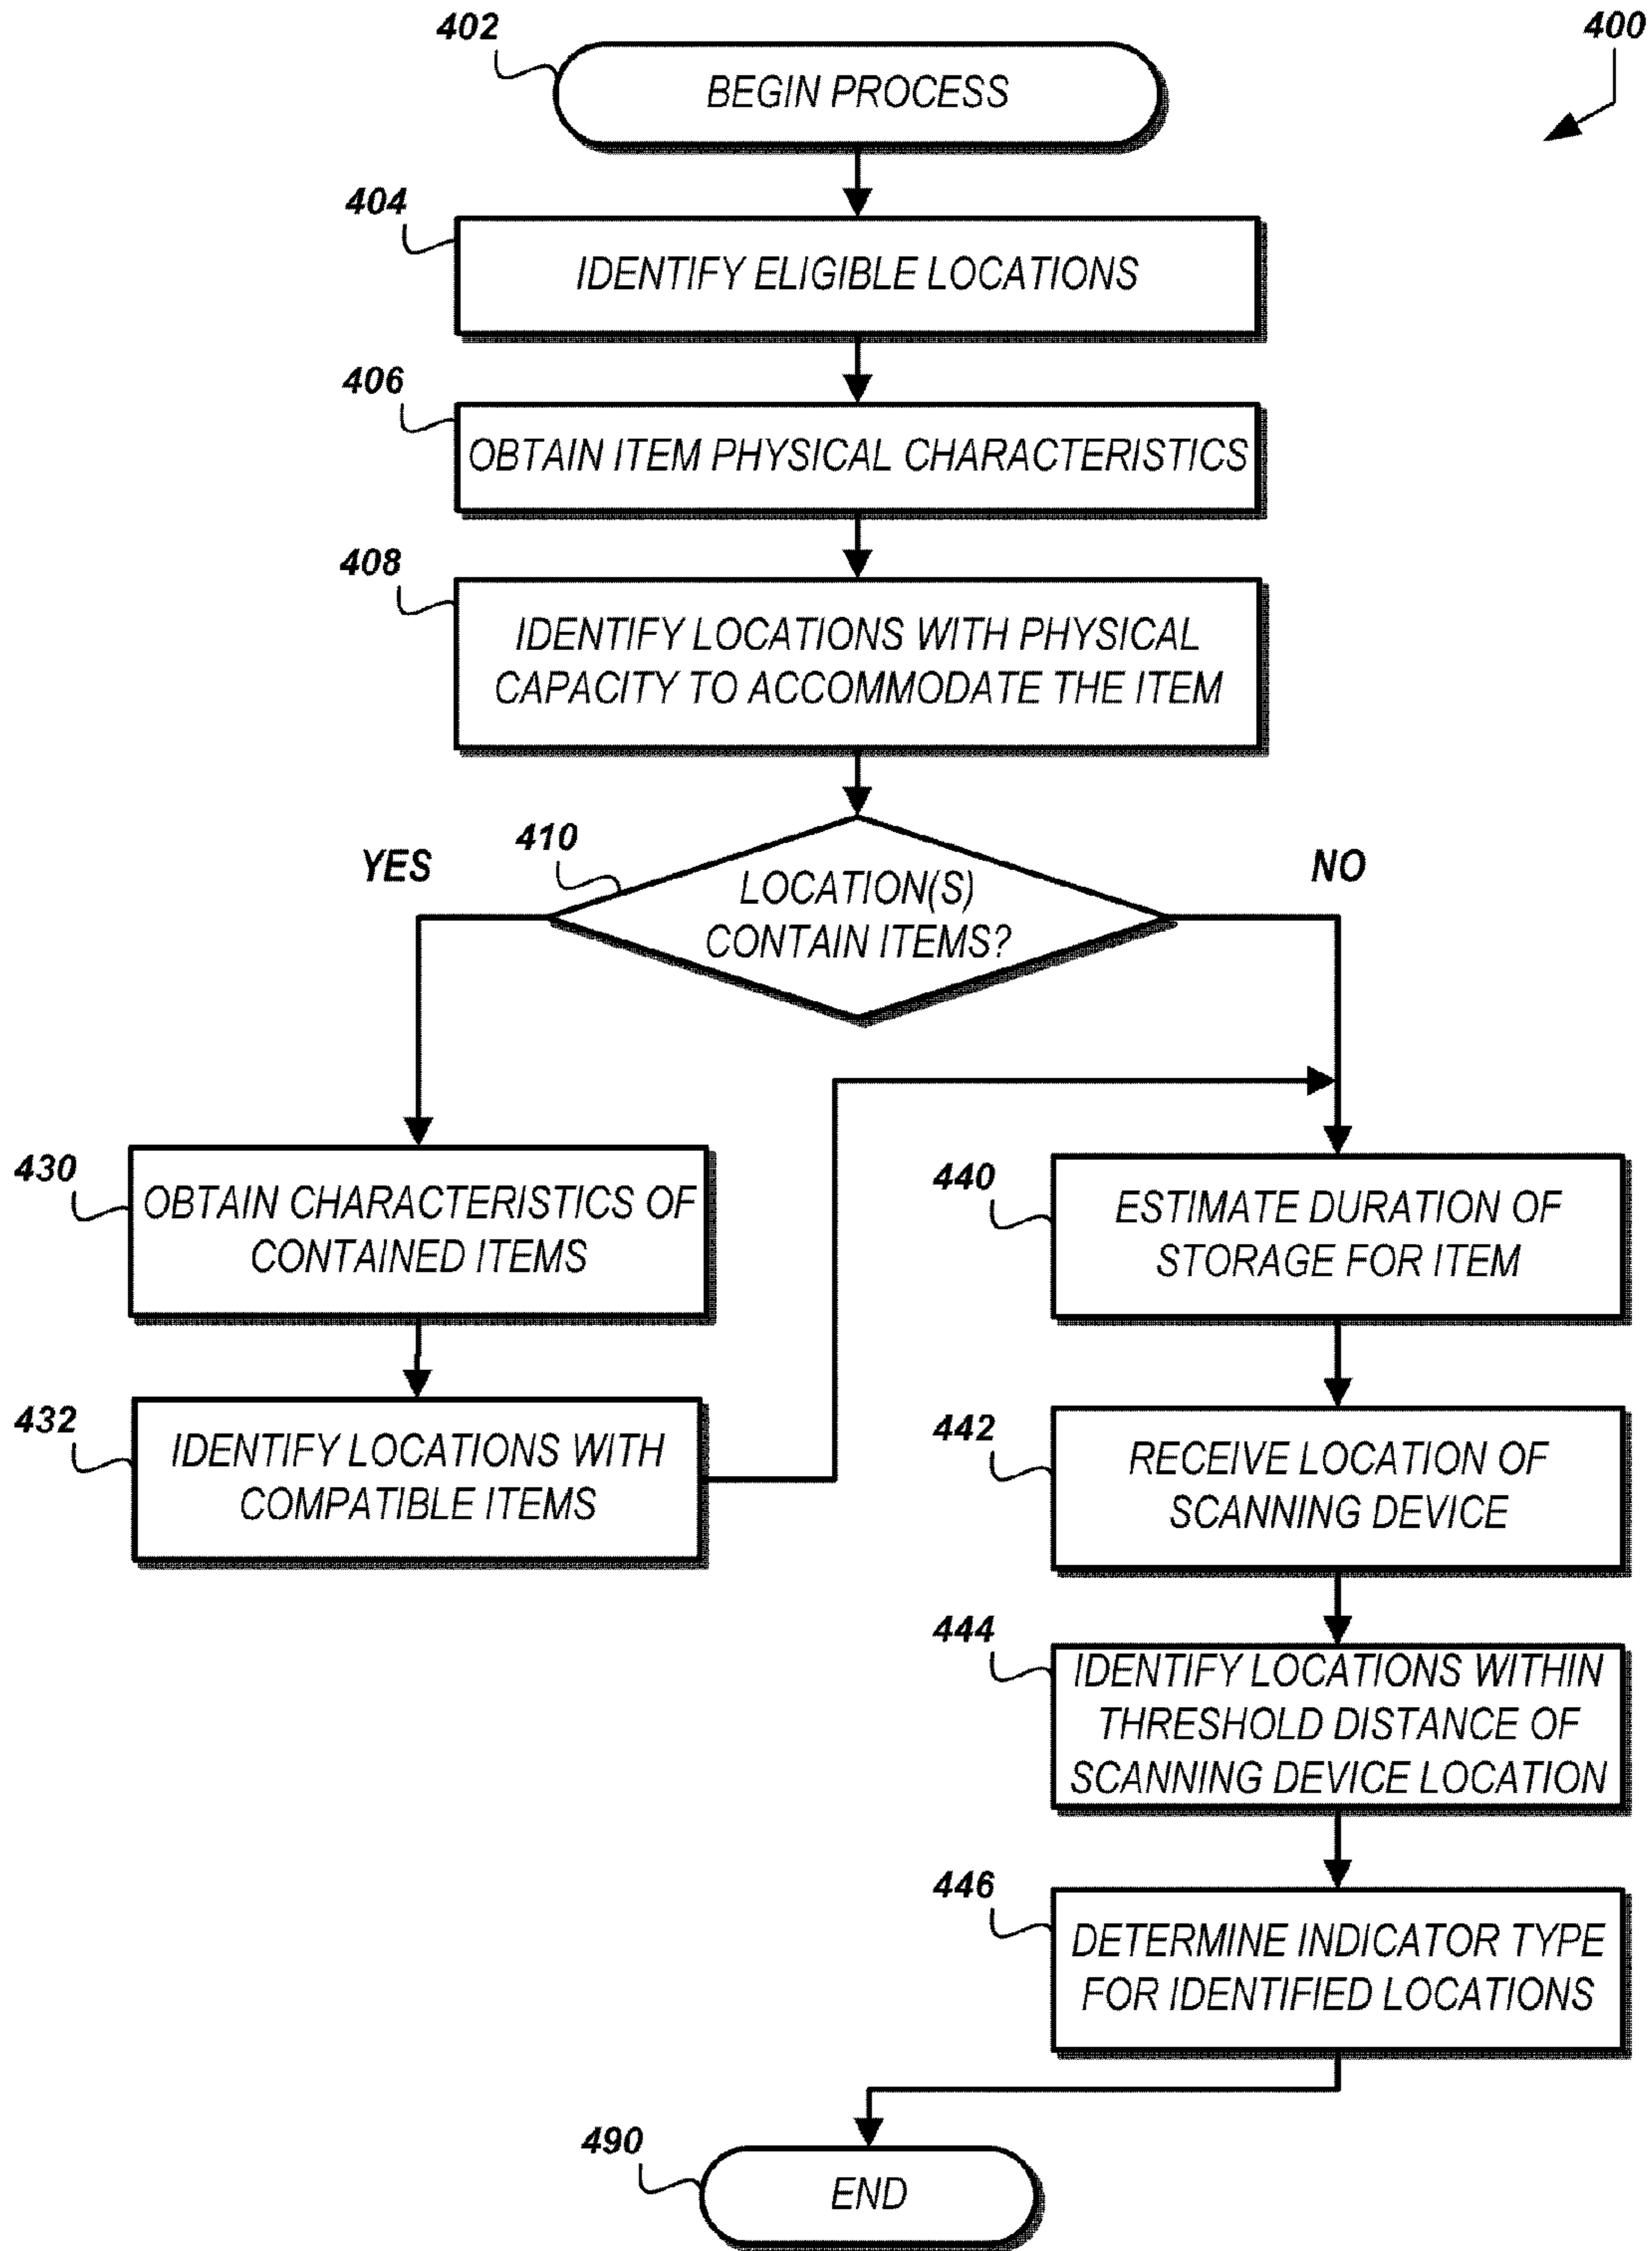 402
400
BEGIN PROCESS
404
IDENTIFY ELIGIBLE LOCATIONS
406
OBTAIN ITEM PHYSICAL CHARACTERISTICS
408
IDENTIFY LOCATIONS WITH PHYSICAL
CAPACITY TO ACCOMMODATE THE ITEM
410
YES
NO
LOCATION(S)
CONTAIN ITEMS?
430
OBTAIN CHARACTERISTICS OF
CONTAINED ITEMS
432
IDENTIFY LOCATIONS WITH
COMPATIBLE ITEMS
440
ESTIMATE DURATION OF
STORAGE FOR ITEM
442
RECEIVE LOCATION OF
SCANNING DEVICE
444
IDENTIFY LOCATIONS WITHIN
THRESHOLD DISTANCE OF
SCANNING DEVICE LOCATION
446
DETERMINE INDICATOR TYPE
FOR IDENTIFIED LOCATIONS
490
END